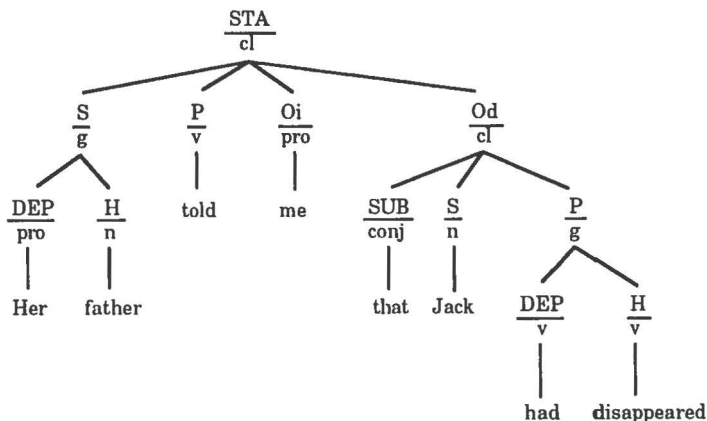 STA
cl
S P Oi Od
g v pro cl
DEP H told me SUB S P
pro n conj n g
Her father that Jack DEP H
v v
had disappeared